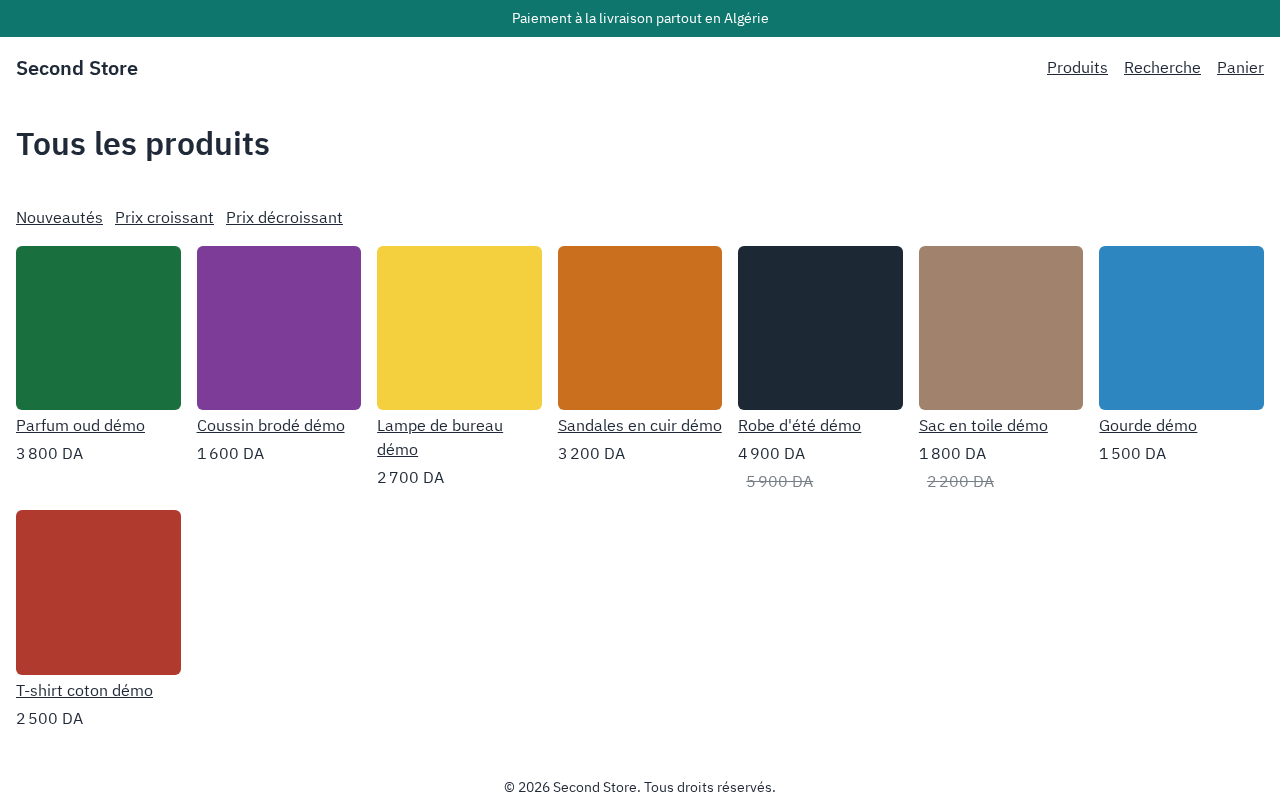 Paiement à la livraison partout en Algérie
Second Store
Produits Recherche Panier
Tous les produits
Nouveautés Prix croissant Prix décroissant
Parfum oud démo
3 800 DA
Coussin brodé démo
1 600 DA
Lampe de bureau
démo
2 700 DA
Sandales en cuir démo
3 200 DA
Robe d'été démo
4 900 DA
5 900 DA
Sac en toile démo
1 800 DA
2 200 DA
Gourde démo
1 500 DA
T-shirt coton démo
2 500 DA
© 2026 Second Store. Tous droits réservés.